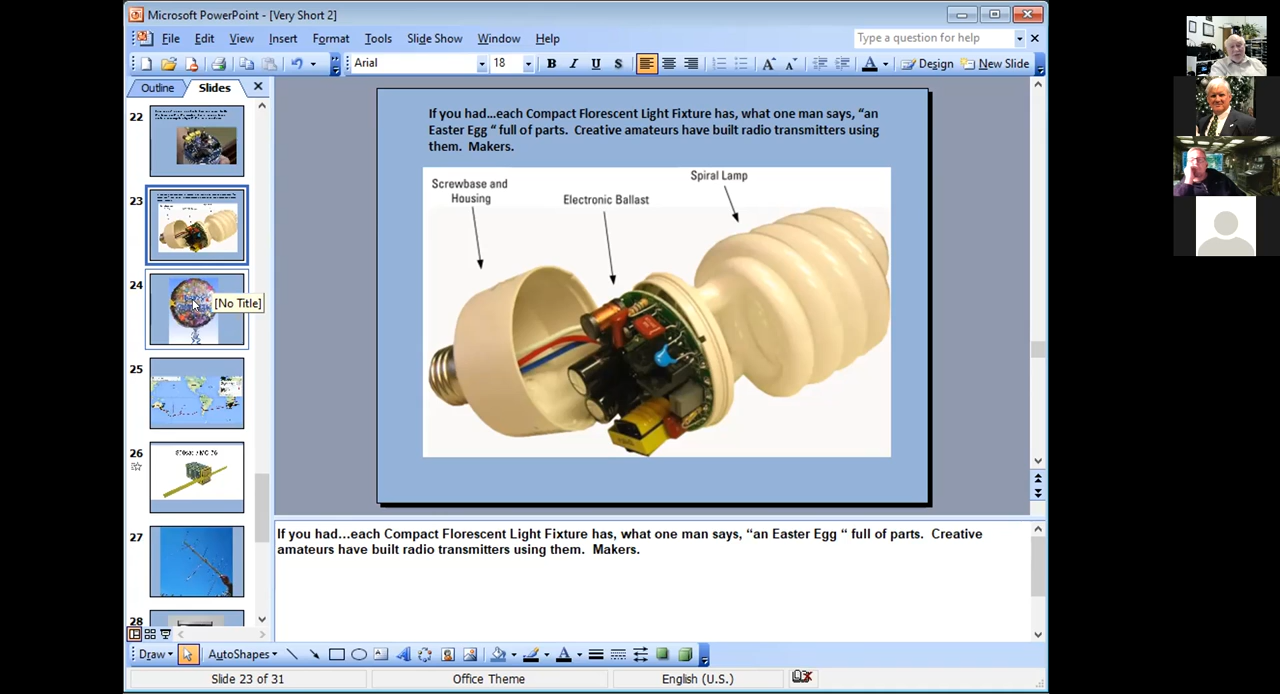 Microsoft PowerPoint - [Very Short 2]
File Edit View Insert Format Tools Slide Show Window Help
Type a question for help
Arial 18 B I U S A A A Design New Slide
Outline Slides
22
23
24
[No Title]
25
26
27
28
If you had...each Compact Florescent Light Fixture has, what one man says, “an
Easter Egg “ full of parts. Creative amateurs have built radio transmitters using
them. Makers.
Screwbase and
Housing
Electronic Ballast
Spiral Lamp
If you had...each Compact Florescent Light Fixture has, what one man says, “an Easter Egg “ full of parts. Creative
amateurs have built radio transmitters using them. Makers.
Draw AutoShapes A
Slide 23 of 31 Office Theme English (U.S.)